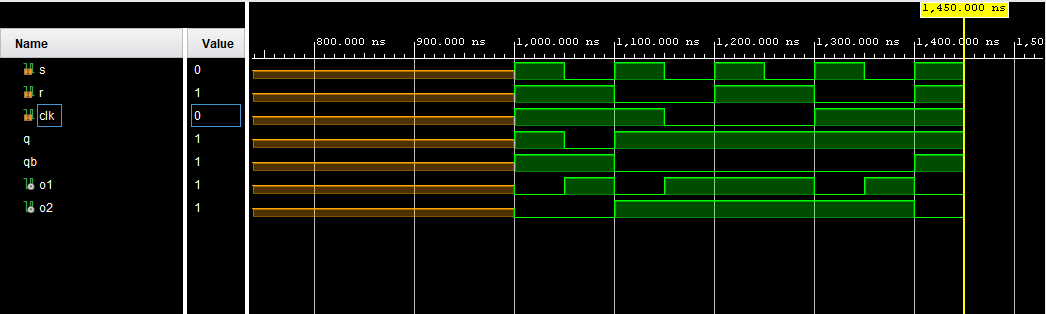 1,450.000 ns
Name Value 800.000 ns 900.000 ns 1,000.000 ns 1,100.000 ns 1,200.000 ns 1,300.000 ns 1,400.000 ns 1,50
s 0
r 1
clk 0
q 1
qb 1
o1 1
o2 1